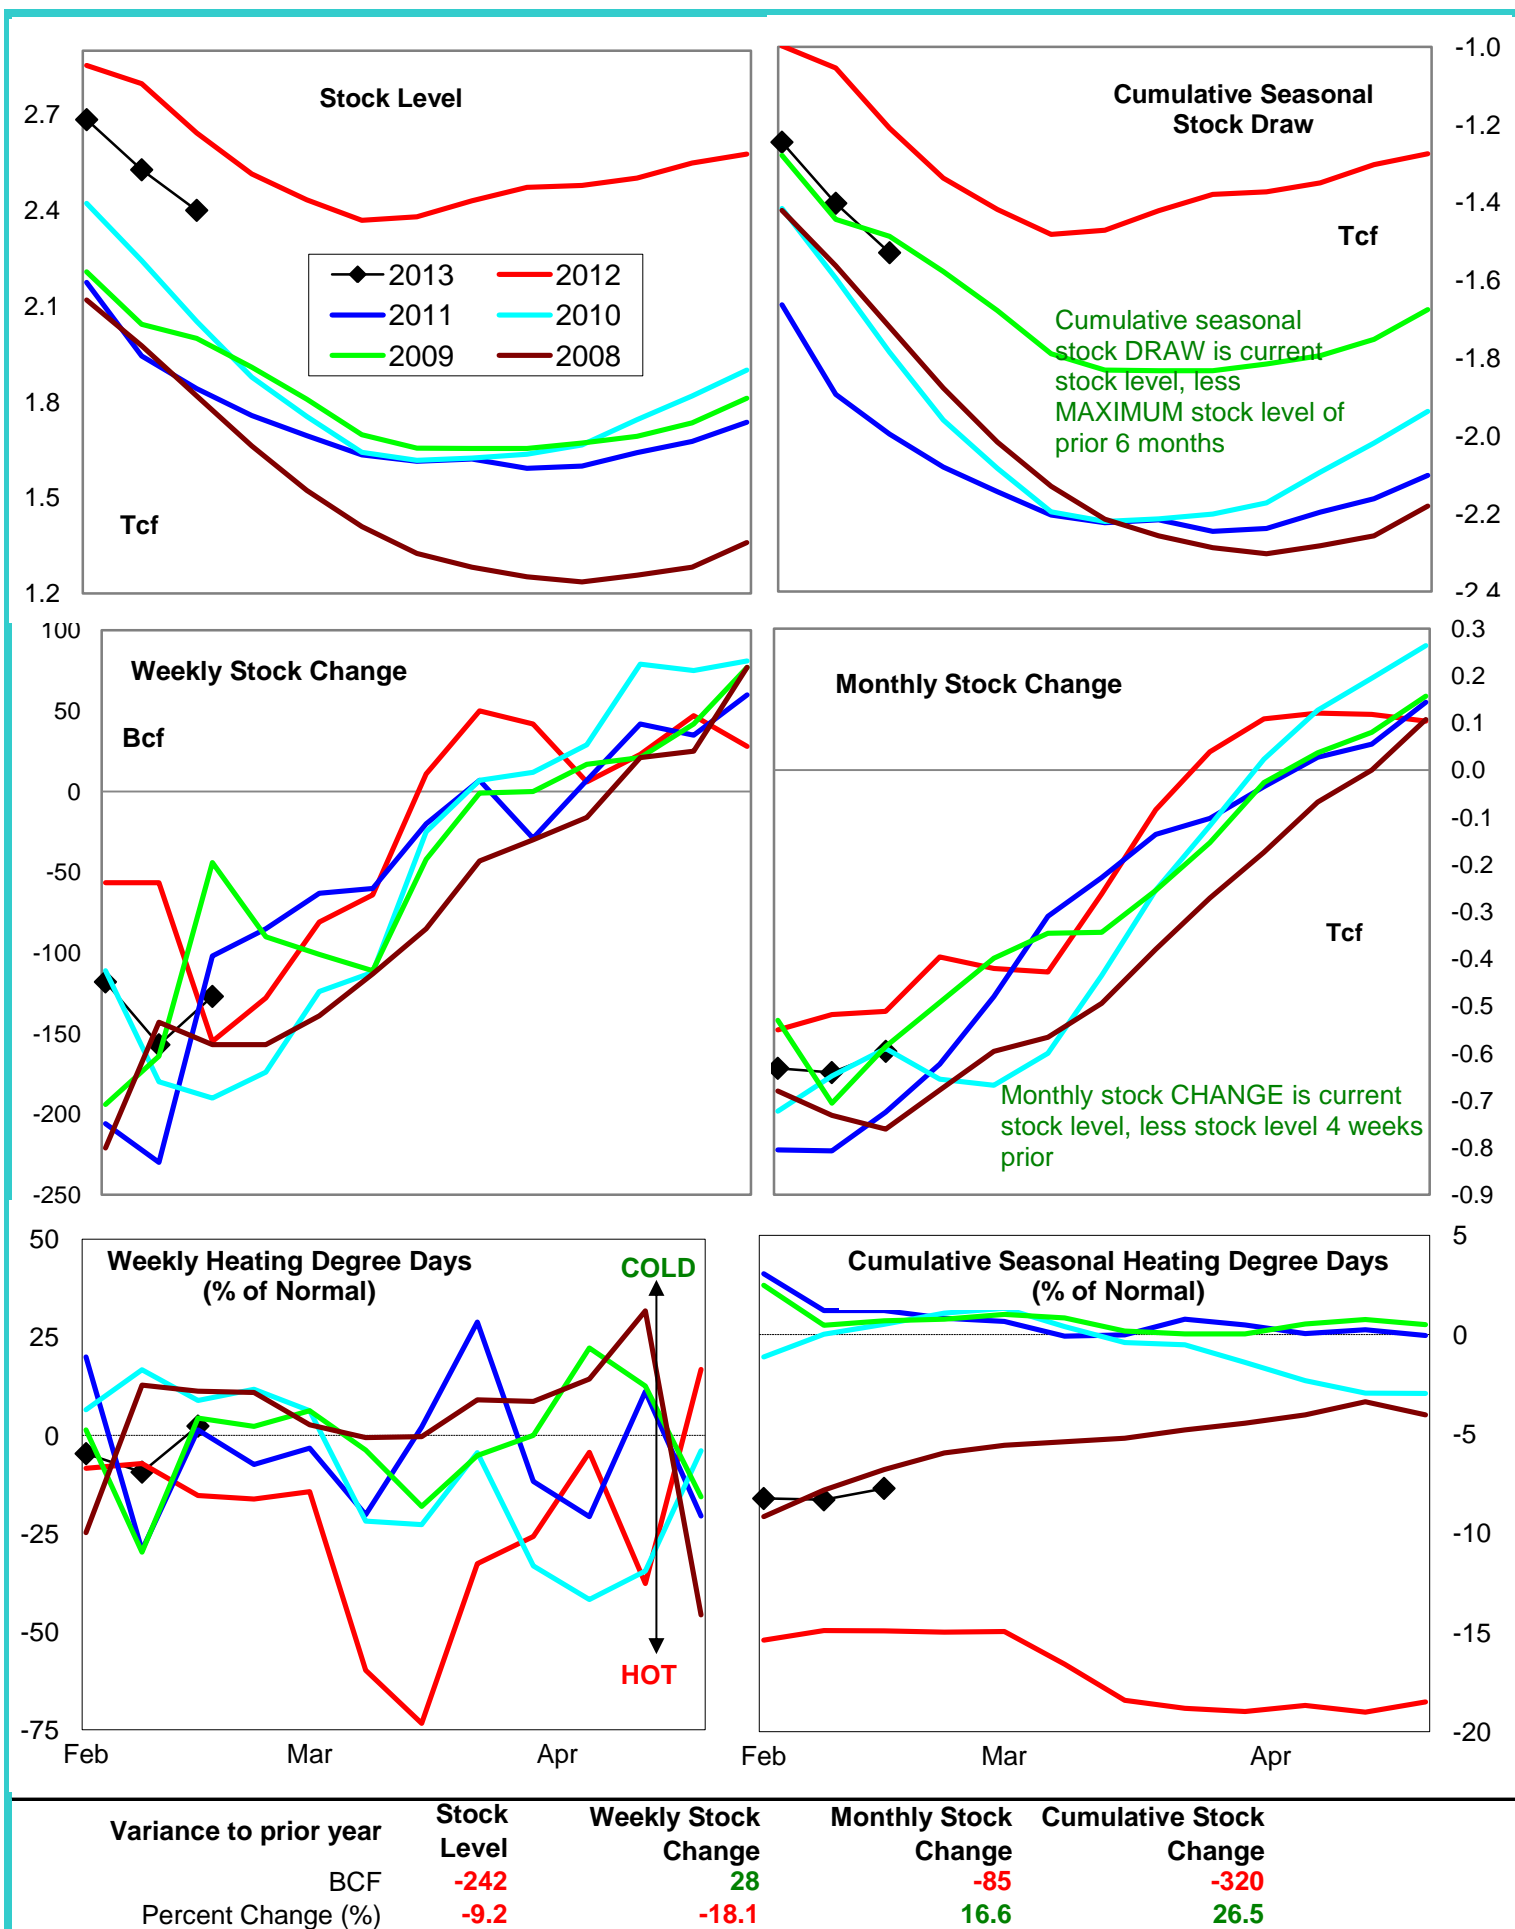 Stock Level
2.7
2.4
2.1
1.8
1.5
1.2
Tcf
2013
2012
2011
2010
2009
2008
Cumulative Seasonal
Stock Draw
Tcf
Cumulative seasonal
stock DRAW is current
stock level, less
MAXIMUM stock level of
prior 6 months
-1.0
-1.2
-1.4
-1.6
-1.8
-2.0
-2.2
-2.4
Weekly Stock Change
Bcf
100
50
0
-50
-100
-150
-200
-250
Monthly Stock Change
Tcf
Monthly stock CHANGE is current
stock level, less stock level 4 weeks
prior
0.3
0.2
0.1
0.0
-0.1
-0.2
-0.3
-0.4
-0.5
-0.6
-0.7
-0.8
-0.9
Weekly Heating Degree Days
(% of Normal)
COLD
HOT
50
25
0
-25
-50
-75
Feb
Mar
Apr
Cumulative Seasonal Heating Degree Days
(% of Normal)
5
0
-5
-10
-15
-20
Feb
Mar
Apr
Variance to prior year
Stock
Level
Weekly Stock
Change
Monthly Stock
Change
Cumulative Stock
Change
BCF -242 28 -85 -320
Percent Change (%) -9.2 -18.1 16.6 26.5